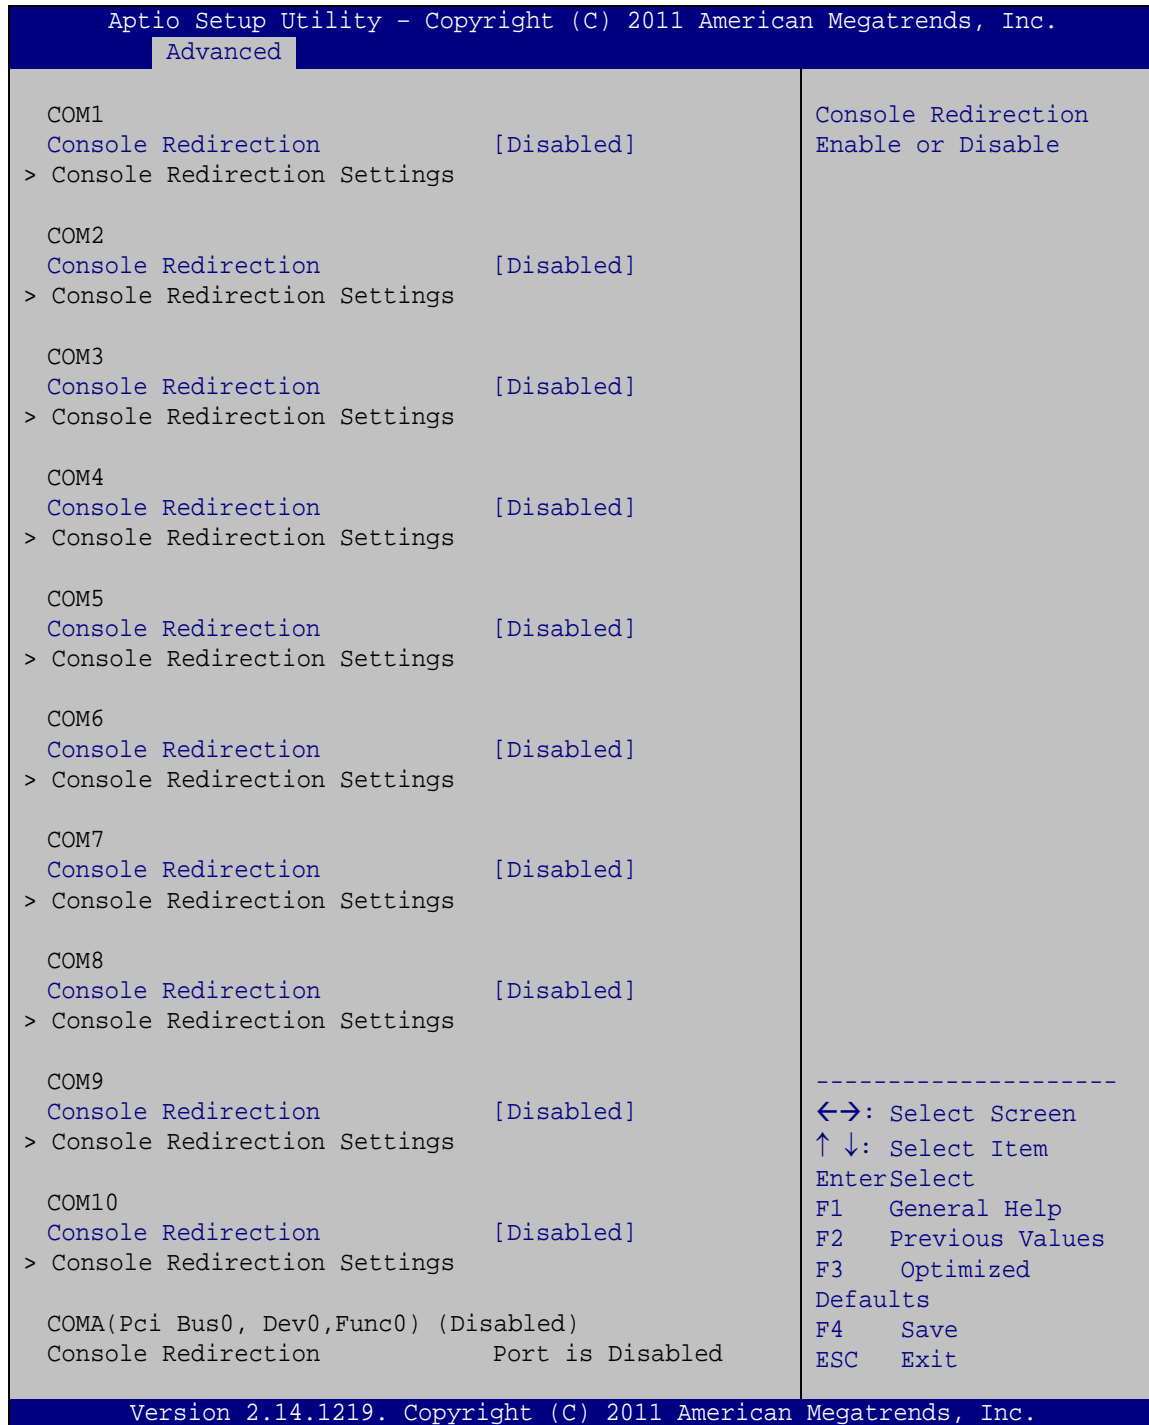 Aptio Setup Utility – Copyright (C) 2011 American Megatrends, Inc.
Advanced
COM1
Console Redirection [Disabled]
> Console Redirection Settings
COM2
Console Redirection [Disabled]
> Console Redirection Settings
COM3
Console Redirection [Disabled]
> Console Redirection Settings
COM4
Console Redirection [Disabled]
> Console Redirection Settings
COM5
Console Redirection [Disabled]
> Console Redirection Settings
COM6
Console Redirection [Disabled]
> Console Redirection Settings
COM7
Console Redirection [Disabled]
> Console Redirection Settings
COM8
Console Redirection [Disabled]
> Console Redirection Settings
COM9
Console Redirection [Disabled]
> Console Redirection Settings
COM10
Console Redirection [Disabled]
> Console Redirection Settings
COMA(Pci Bus0, Dev0,Func0) (Disabled)
Console Redirection Port is Disabled
Console Redirection
Enable or Disable
---------------------
←→: Select Screen
↑ ↓: Select Item
EnterSelect
F1 General Help
F2 Previous Values
F3 Optimized
Defaults
F4 Save
ESC Exit
Version 2.14.1219. Copyright (C) 2011 American Megatrends, Inc.